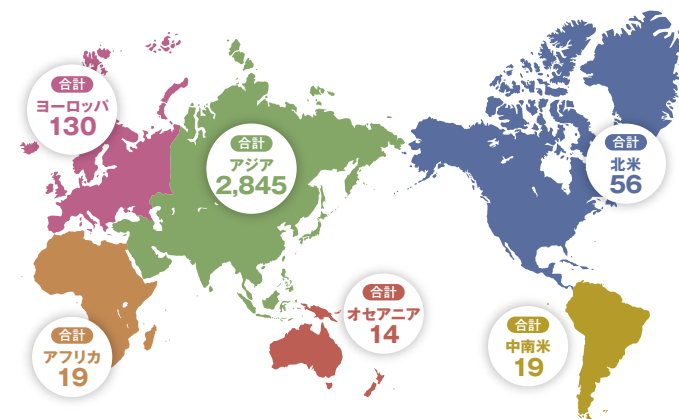 合計
ヨーロッパ
130
合計
アジア
2,845
合計
北米
56
合計
オセアニア
14
合計
アフリカ
19
合計
中南米
19